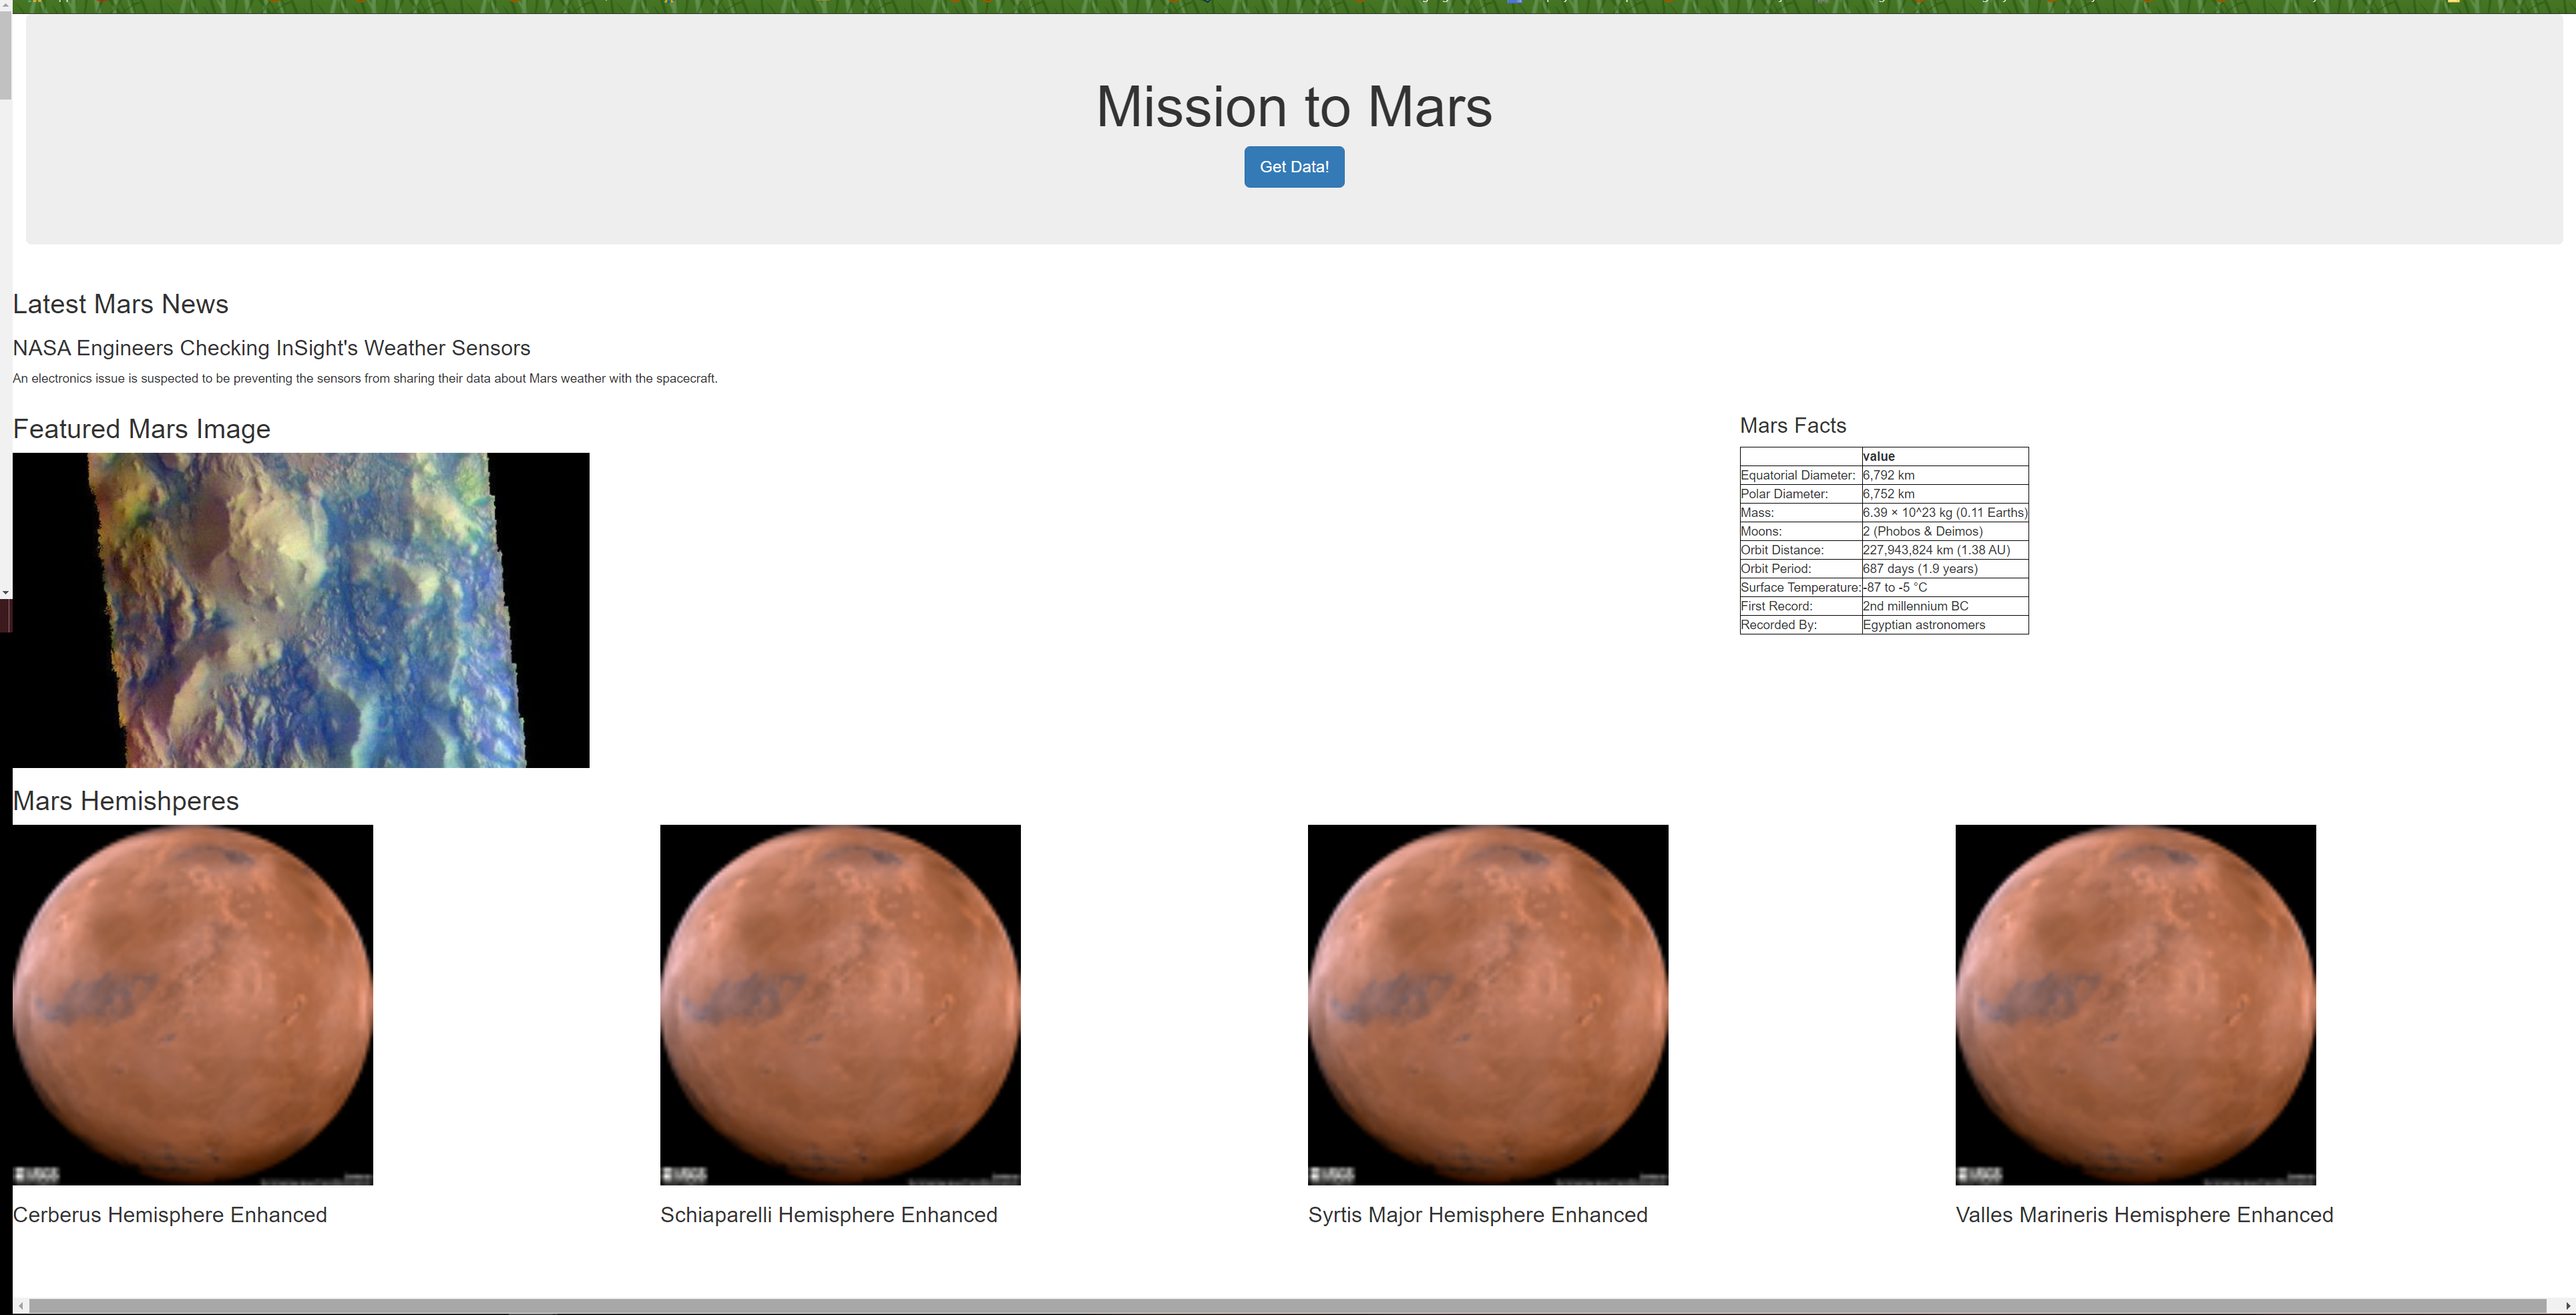 Mission to Mars
Get Data!
Latest Mars News
NASA Engineers Checking InSight's Weather Sensors
An electronics issue is suspected to be preventing the sensors from sharing their data about Mars weather with the spacecraft.
Featured Mars Image
Mars Facts
value
Equatorial Diameter: 6,792 km
Polar Diameter: 6,752 km
Mass: 6.39 × 10^23 kg (0.11 Earths)
Moons: 2 (Phobos & Deimos)
Orbit Distance: 227,943,824 km (1.38 AU)
Orbit Period: 687 days (1.9 years)
Surface Temperature: -87 to -5 °C
First Record: 2nd millennium BC
Recorded By: Egyptian astronomers
Mars Hemishperes
USGS
USGS
USGS
USGS
Cerberus Hemisphere Enhanced
Schiaparelli Hemisphere Enhanced
Syrtis Major Hemisphere Enhanced
Valles Marineris Hemisphere Enhanced